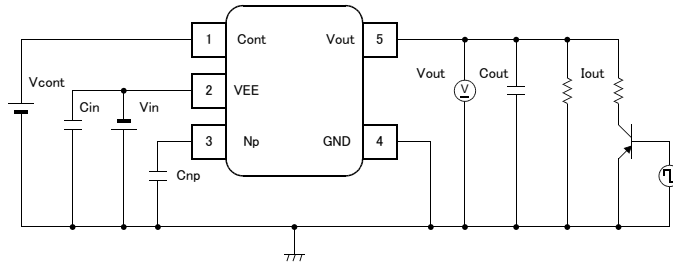 1 Cont Vout 5
Vcont
Cin
Vin
2 VEE
Vout
V
Cout
Iout
3 Np GND 4
Cnp